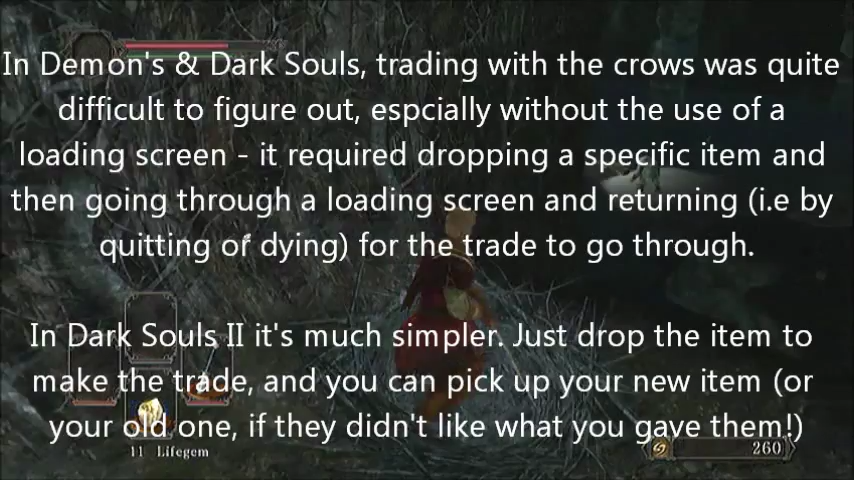 In Demon's & Dark Souls, trading with the crows was quite
difficult to figure out, espcially without the use of a
loading screen - it required dropping a specific item and
then going through a loading screen and returning (i.e by
quitting or dying) for the trade to go through.
In Dark Souls II it's much simpler. Just drop the item to
make the trade, and you can pick up your new item (or
your old one, if they didn't like what you gave them!)
11 Lifegem
260